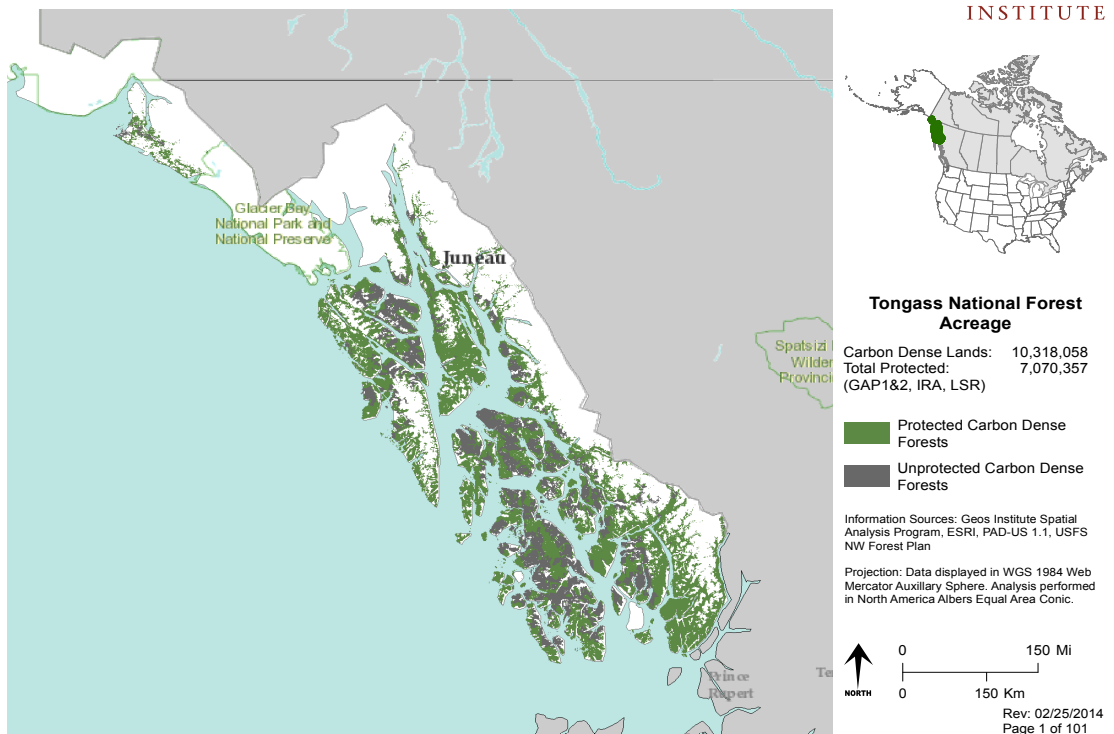 INSTITUTE
Glacier Bay
National Park and
National Preserve
Juneau
Spatsizi
Wilder
Provinci
Prince
Rupert
Te
Tongass National Forest
Acreage
Carbon Dense Lands: 10,318,058
Total Protected: 7,070,357
(GAP1&2, IRA, LSR)
Protected Carbon Dense
Forests
Unprotected Carbon Dense
Forests
Information Sources: Geos Institute Spatial
Analysis Program, ESRI, PAD-US 1.1, USFS
NW Forest Plan
Projection: Data displayed in WGS 1984 Web
Mercator Auxillary Sphere. Analysis performed
in North America Albers Equal Area Conic.
0 150 Mi
NORTH
0 150 Km
Rev: 02/25/2014
Page 1 of 101